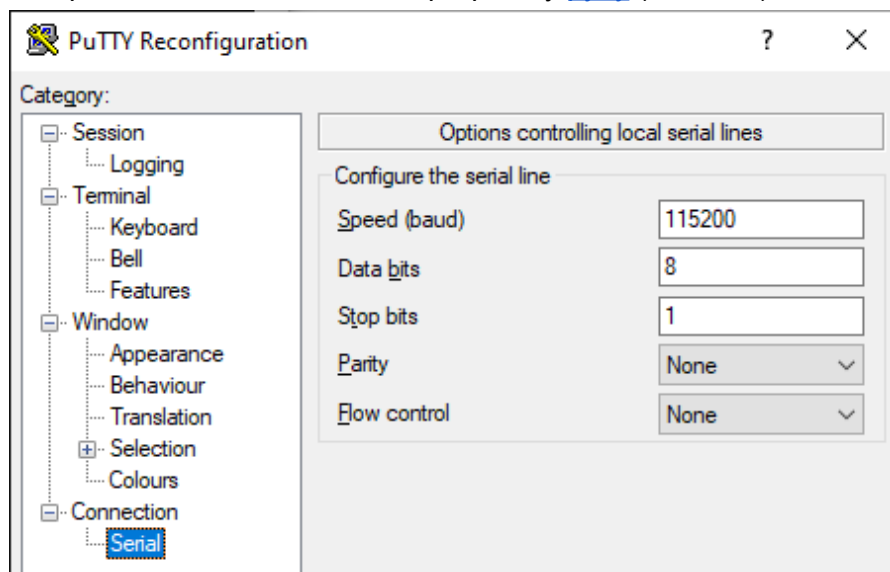 PuTTY Reconfiguration ? ×
Category:
Session
Logging
Terminal
Keyboard
Bell
Features
Window
Appearance
Behaviour
Translation
Selection
Colours
Connection
Serial
Options controlling local serial lines
Configure the serial line
Speed (baud) 115200
Data bits 8
Stop bits 1
Parity None
Flow control None